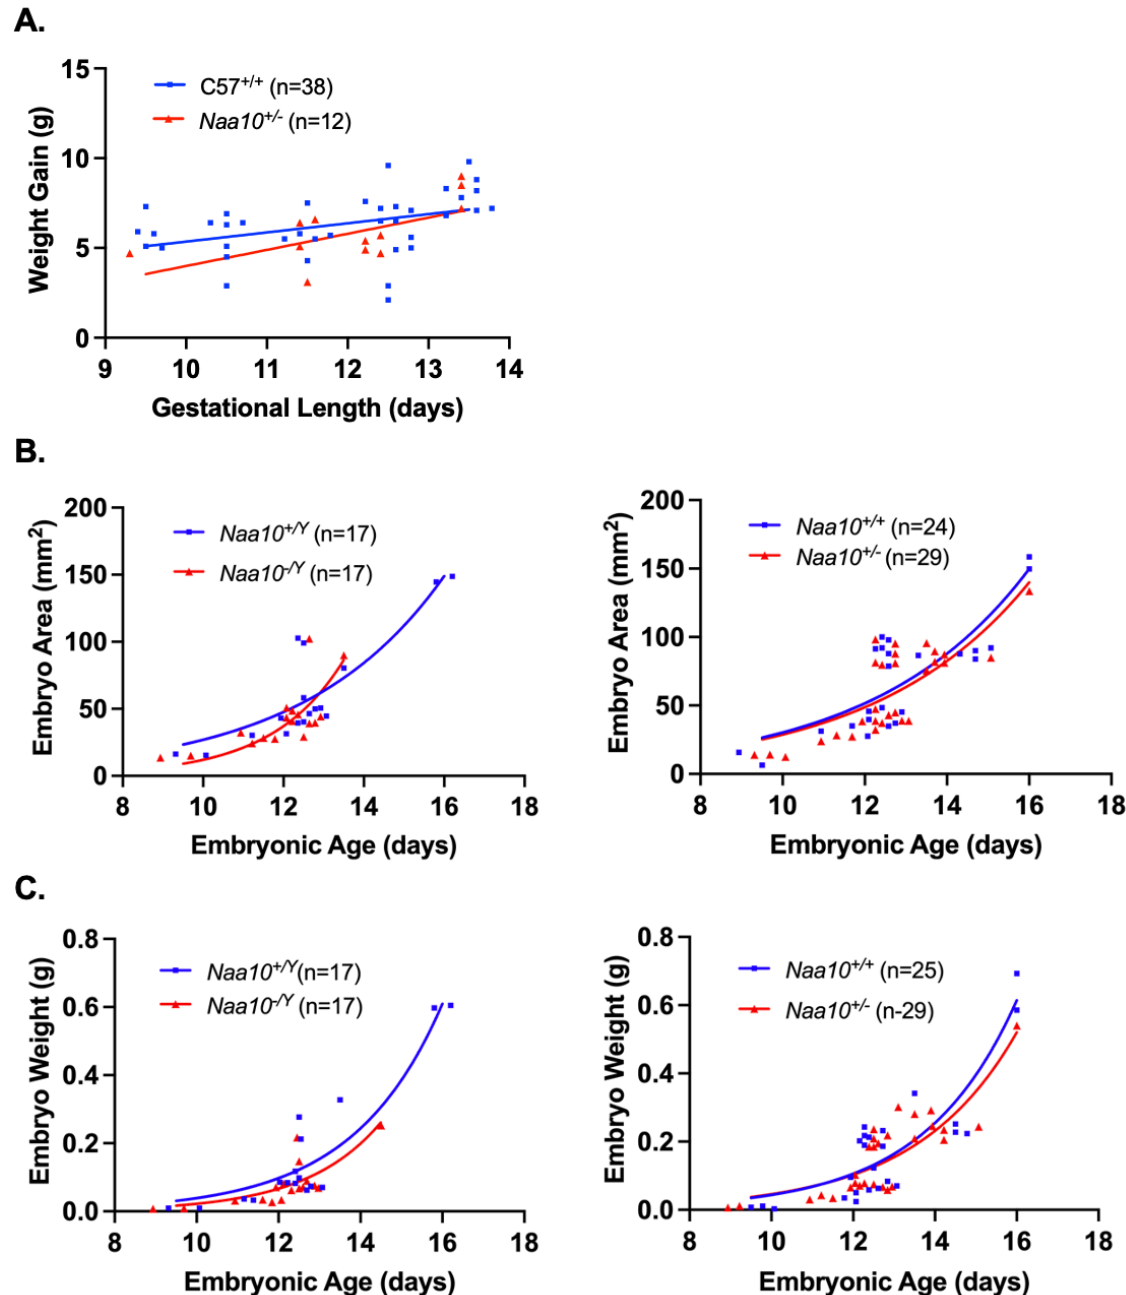 A.
15
10
5
0
Weight Gain (g)
C57+/+ (n=38)
Naa10+/- (n=12)
9 10 11 12 13 14
Gestational Length (days)
B.
200
150
100
50
0
Embryo Area (mm2)
Naa10+/Y (n=17)
Naa10-/Y (n=17)
8 10 12 14 16 18
Embryonic Age (days)
200
150
100
50
0
Embryo Area (mm2)
Naa10+/+ (n=24)
Naa10+/- (n=29)
8 10 12 14 16 18
Embryonic Age (days)
C.
0.8
0.6
0.4
0.2
0.0
Embryo Weight (g)
Naa10+/Y(n=17)
Naa10-/Y (n=17)
8 10 12 14 16 18
Embryonic Age (days)
0.8
0.6
0.4
0.2
0.0
Embryo Weight (g)
Naa10+/+ (n=25)
Naa10+/- (n-29)
8 10 12 14 16 18
Embryonic Age (days)